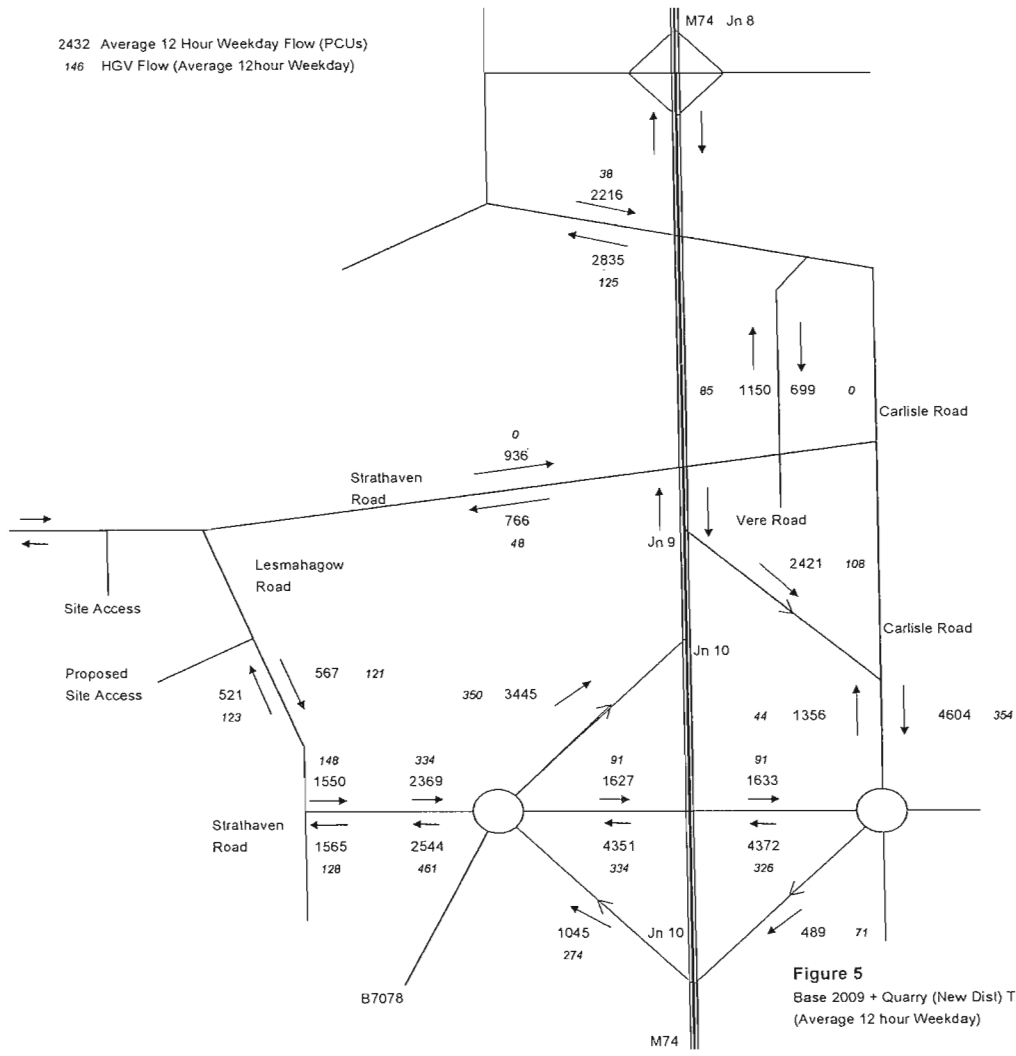 M74 Jn 8
2432 Average 12 Hour Weekday Flow (PCUs)
146 HGV Flow (Average 12hour Weekday)
38
2216
2835
125
85 1150 699 0
Carlisle Road
0
936
Strathaven
Road
766
48
Jn 9
Vere Road
2421 108
Lesmahagow
Road
Site Access
Carlisle Road
Proposed
Site Access
567 121
521
123
Jn 10
350 3445
44 1356
4604 354
148 334 91 91
1550 2369 1627 1633
Strathaven
Road
1565 2544 4351 4372
128 461 334 326
1045
274
Jn 10
489 71
B7078
M74
Figure 5
Base 2009 + Quarry (New Dist) T
(Average 12 hour Weekday)